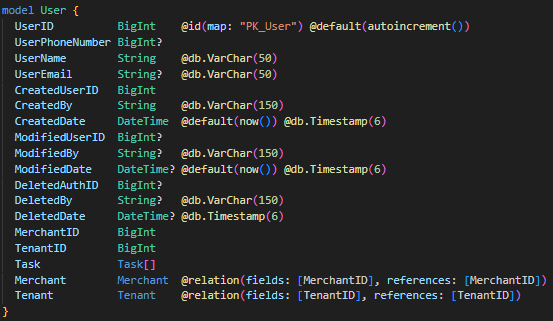 model User {
  UserID          BigInt    @id(map: "PK_User") @default(autoincrement())
  UserPhoneNumber BigInt?
  UserName        String    @db.VarChar(50)
  UserEmail       String?   @db.VarChar(50)
  CreatedUserID   BigInt
  CreatedBy       String    @db.VarChar(150)
  CreatedDate     DateTime  @default(now()) @db.Timestamp(6)
  ModifiedUserID  BigInt?
  ModifiedBy      String?   @db.VarChar(150)
  ModifiedDate    DateTime? @default(now()) @db.Timestamp(6)
  DeletedAuthID   BigInt?
  DeletedBy       String?   @db.VarChar(150)
  DeletedDate     DateTime? @db.Timestamp(6)
  MerchantID      BigInt
  TenantID        BigInt
  Task            Task[]
  Merchant        Merchant  @relation(fields: [MerchantID], references: [MerchantID])
  Tenant          Tenant    @relation(fields: [TenantID], references: [TenantID])
}